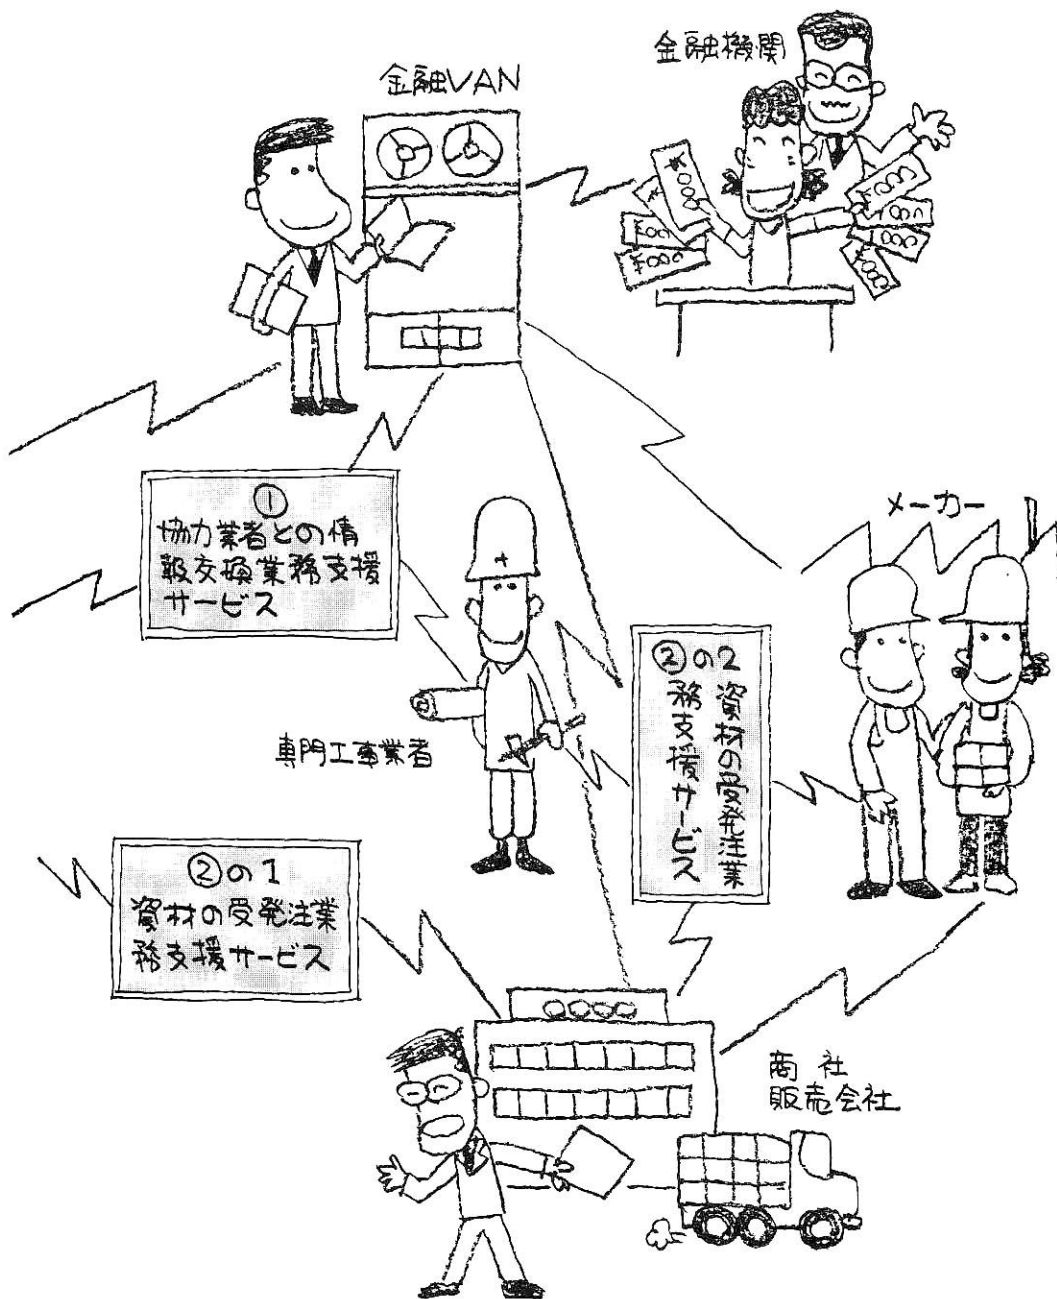 金融機関
金融VAN
¥000
¥000
①
協力業者との情
報交換業務支援
サービス
メーカー
②の2 資材の受発注業
務支援サービス
専門工事業者
②の1
資材の受発注業
務支援サービス
商社
販売会社